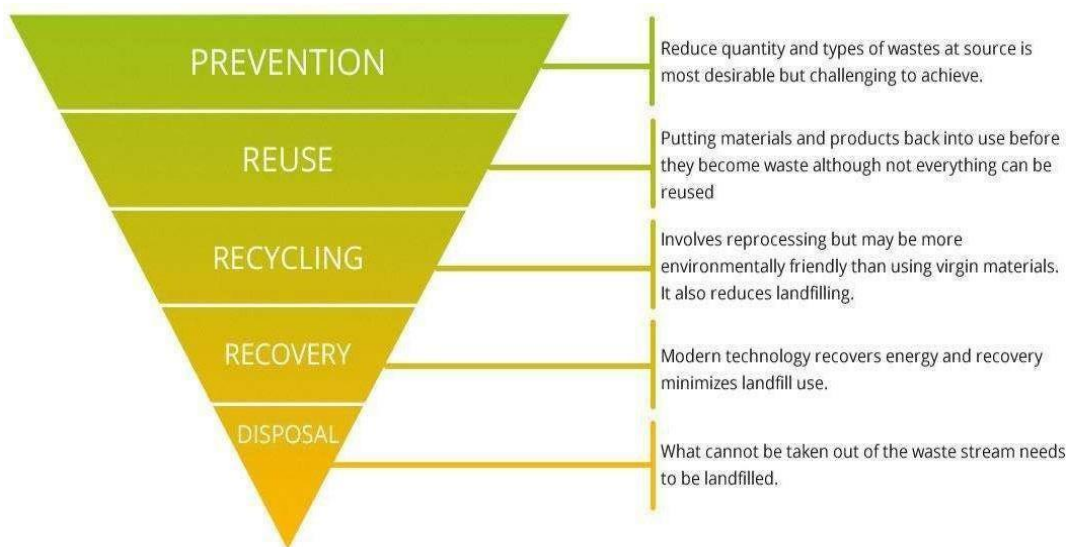 PREVENTION
Reduce quantity and types of wastes at source is
most desirable but challenging to achieve.
REUSE
Putting materials and products back into use before
they become waste although not everything can be
reused
RECYCLING
Involves reprocessing but may be more
environmentally friendly than using virgin materials.
It also reduces landfilling.
RECOVERY
Modern technology recovers energy and recovery
minimizes landfill use.
DISPOSAL
What cannot be taken out of the waste stream needs
to be landfilled.